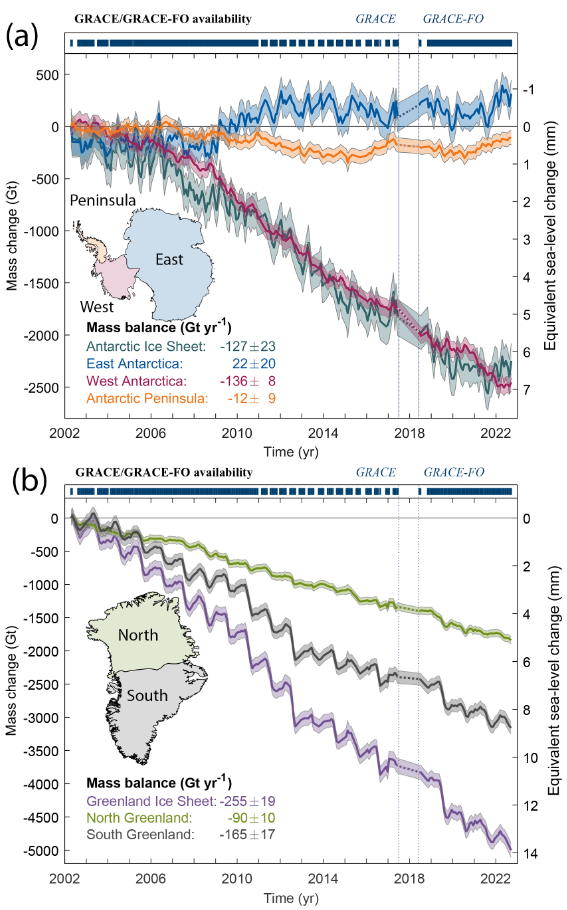 GRACE/GRACE-FO availability
GRACE
GRACE-FO
(a)
500
0
-500
-1000
-1500
-2000
-2500
Mass change (Gt)
-1
0
1
2
3
4
5
6
7
Equivalent sea-level change (mm)
Peninsula
East
West
Mass balance (Gt yr-1)
Antarctic Ice Sheet: -127±23
East Antarctica: 22±20
West Antarctica: -136± 8
Antarctic Peninsula: -12± 9
2002 2006 2010 2014 2018 2022
Time (yr)
(b)
GRACE/GRACE-FO availability
GRACE
GRACE-FO
0
-500
-1000
-1500
-2000
-2500
-3000
-3500
-4000
-4500
-5000
Mass change (Gt)
0
2
4
6
8
10
12
14
Equivalent sea-level change (mm)
North
South
Mass balance (Gt yr-1)
Greenland Ice Sheet: -255±19
North Greenland: -90±10
South Greenland: -165±17
2002 2006 2010 2014 2018 2022
Time (yr)